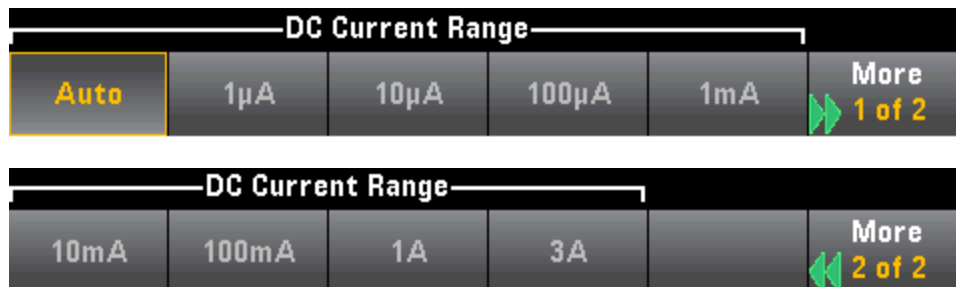 DC Current Range
Auto 1µA 10µA 100µA 1mA More
1 of 2
DC Current Range
10mA 100mA 1A 3A More
2 of 2